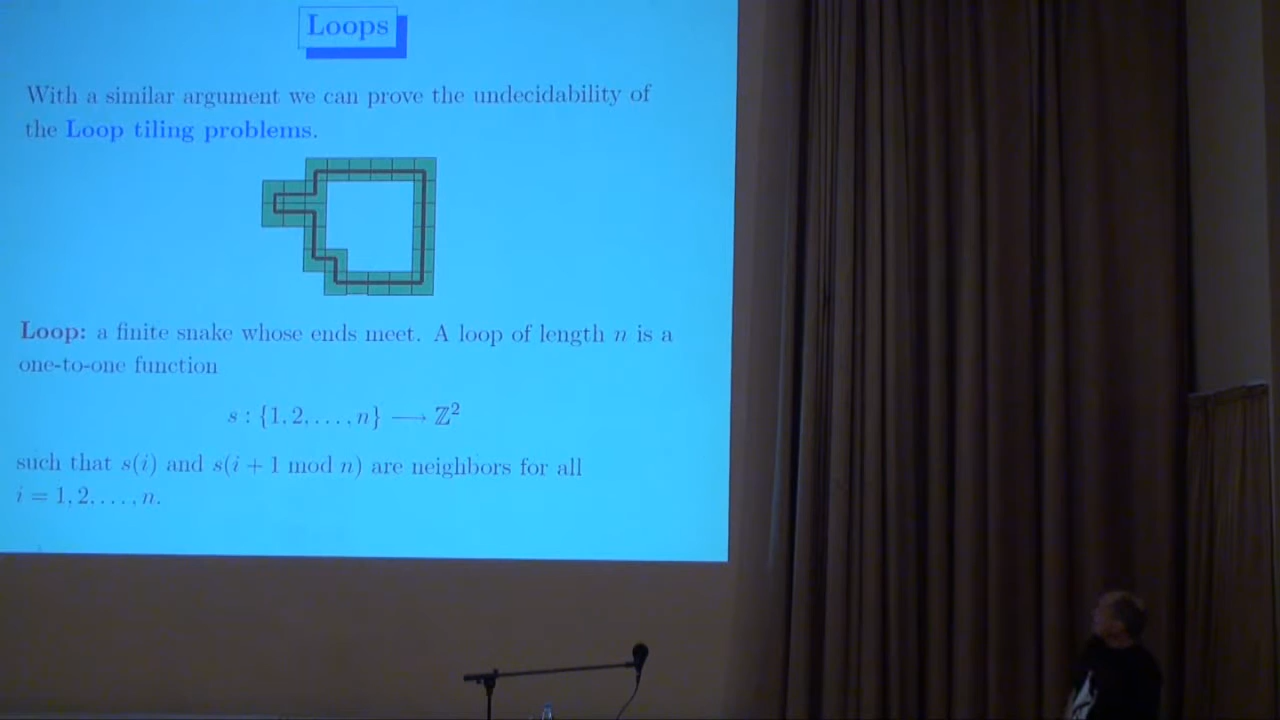 Loops
With a similar argument we can prove the undecidability of
the Loop tiling problems.
Loop: a finite snake whose ends meet. A loop of length n is a
one-to-one function
s : {1, 2, . . . , n} ⟶ ℤ²
such that s(i) and s(i + 1 mod n) are neighbors for all
i = 1, 2, . . . , n.